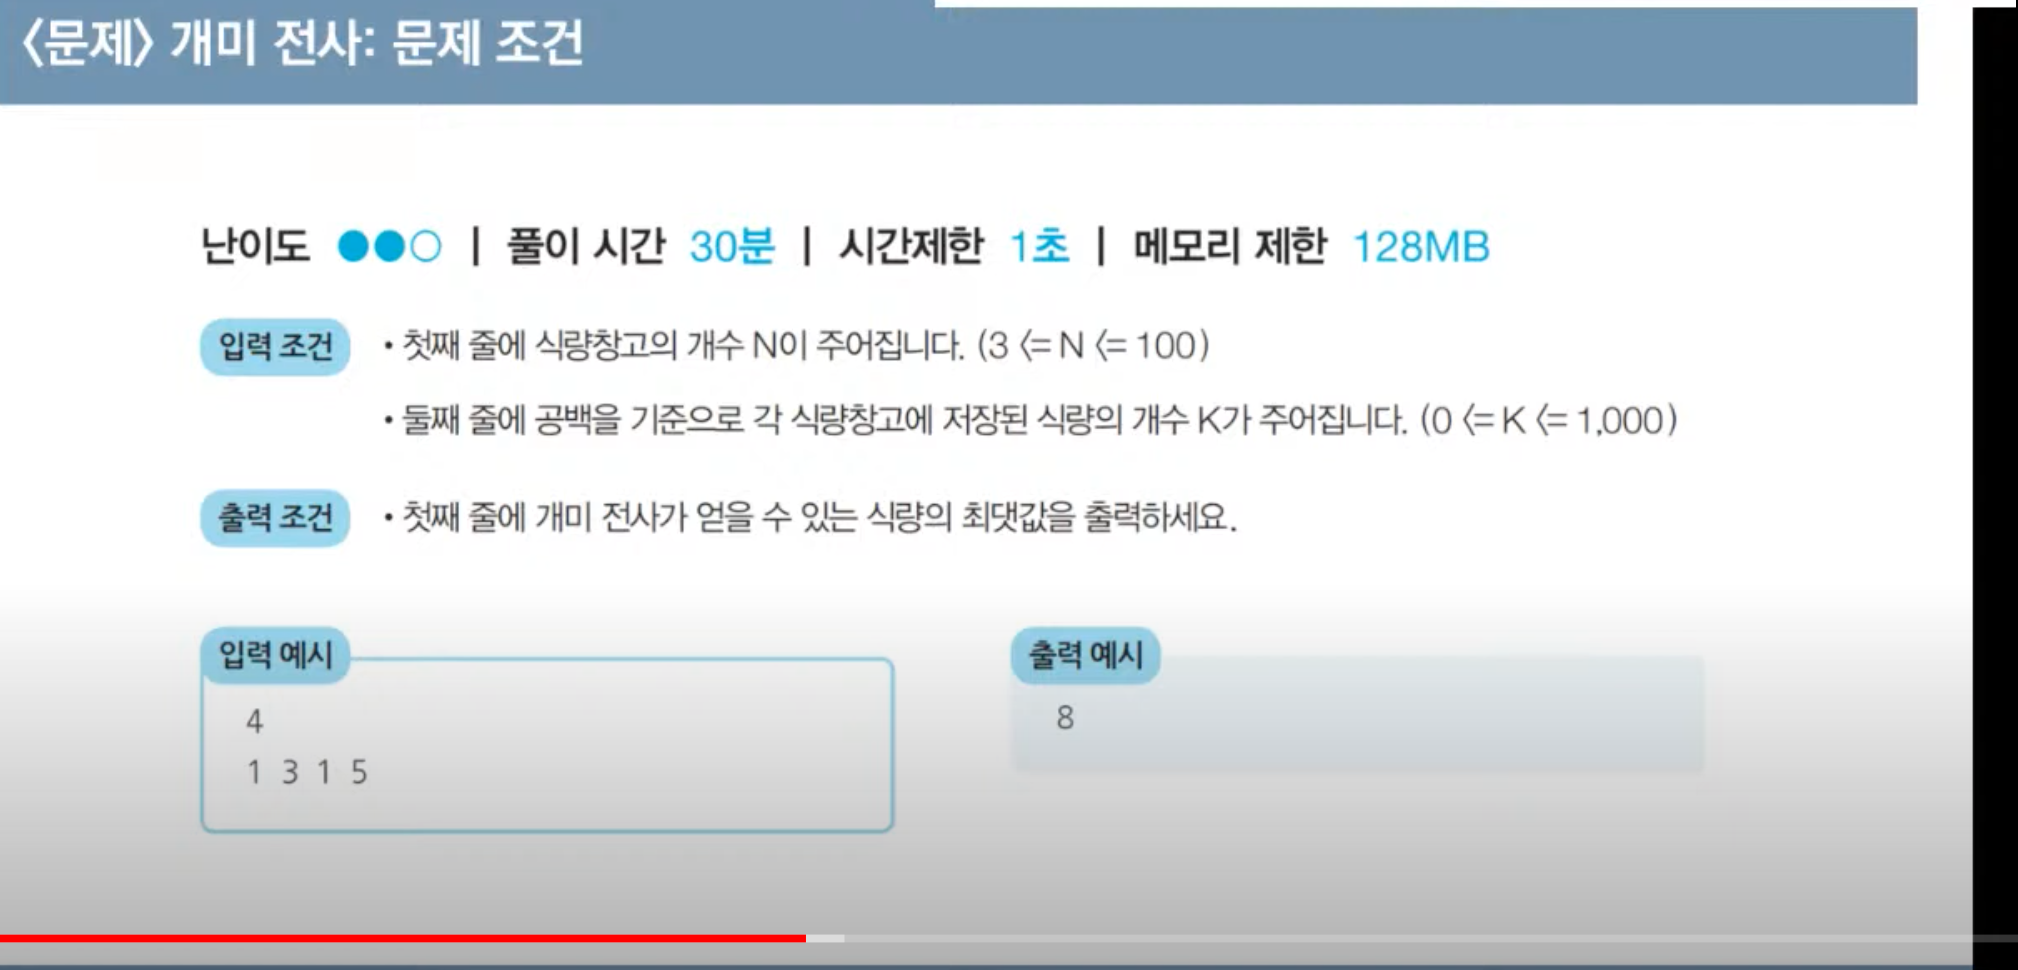 〈문제〉 개미 전사: 문제 조건
난이도 ●●○ | 풀이 시간 30분 | 시간제한 1초 | 메모리 제한 128MB
입력 조건 • 첫째 줄에 식량창고의 개수 N이 주어집니다. (3 <= N <= 100)
• 둘째 줄에 공백을 기준으로 각 식량창고에 저장된 식량의 개수 K가 주어집니다. (0 <= K <= 1,000)
출력 조건 • 첫째 줄에 개미 전사가 얻을 수 있는 식량의 최댓값을 출력하세요.
입력 예시
4
1 3 1 5
출력 예시
8